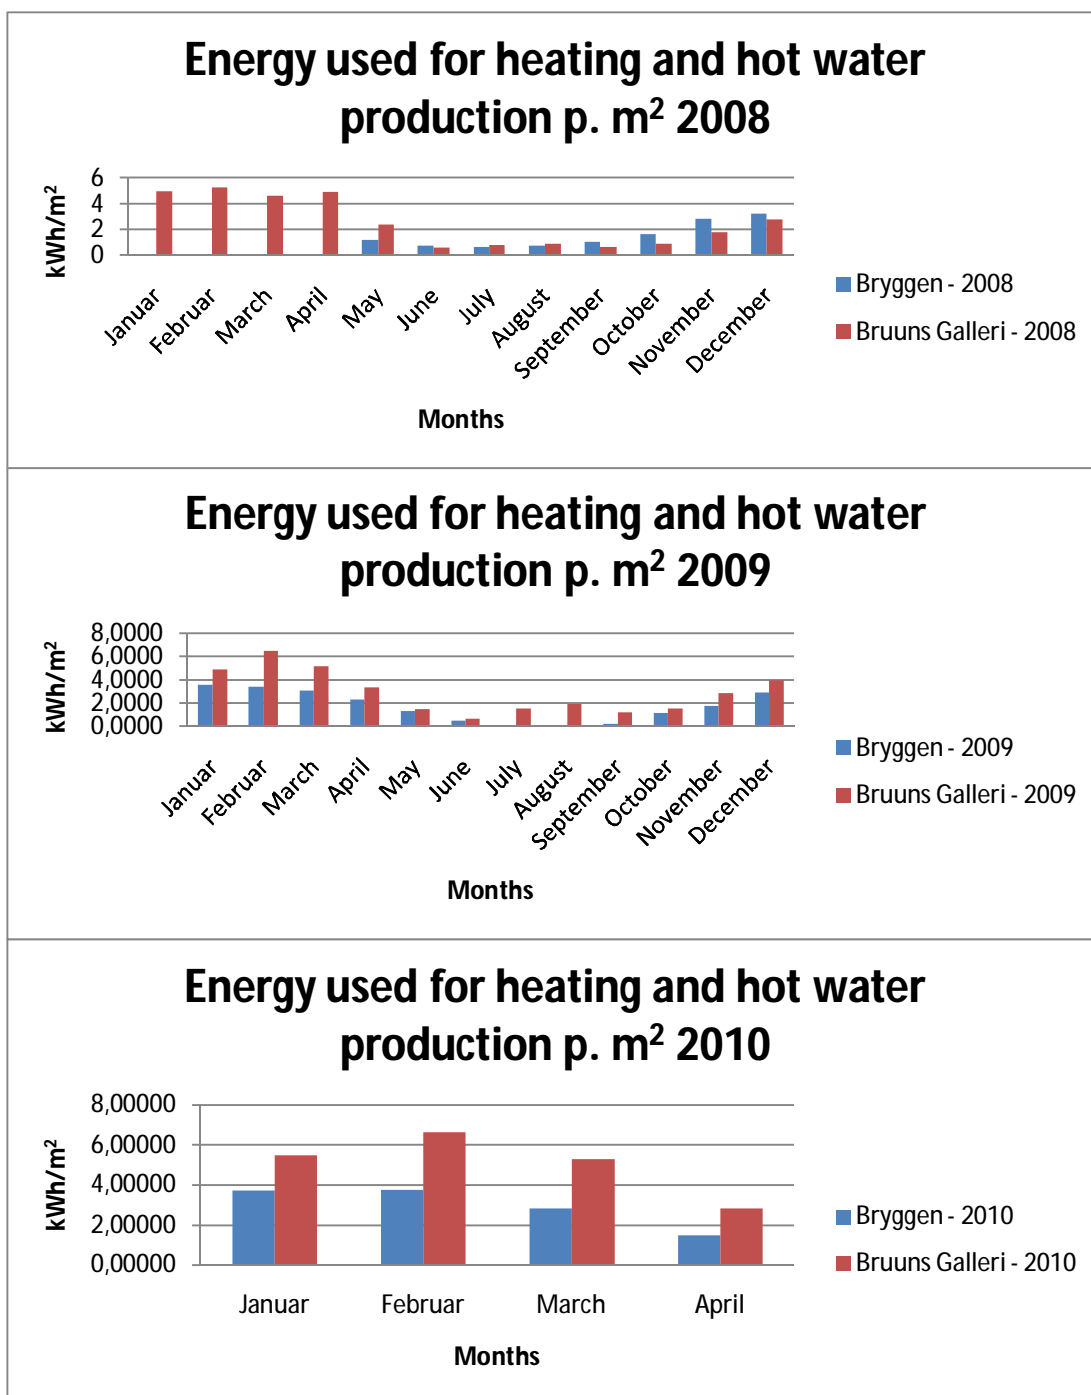 Energy used for heating and hot water
production p. m² 2008
kWh/m²
6
4
2
0
Januar
Februar
March
April
May
June
July
August
September
October
November
December
Months
Bryggen - 2008
Bruuns Galleri - 2008
Energy used for heating and hot water
production p. m² 2009
kWh/m²
8,0000
6,0000
4,0000
2,0000
0,0000
Januar
Februar
March
April
May
June
July
August
September
October
November
December
Months
Bryggen - 2009
Bruuns Galleri - 2009
Energy used for heating and hot water
production p. m² 2010
kWh/m²
8,00000
6,00000
4,00000
2,00000
0,00000
Januar
Februar
March
April
Months
Bryggen - 2010
Bruuns Galleri - 2010